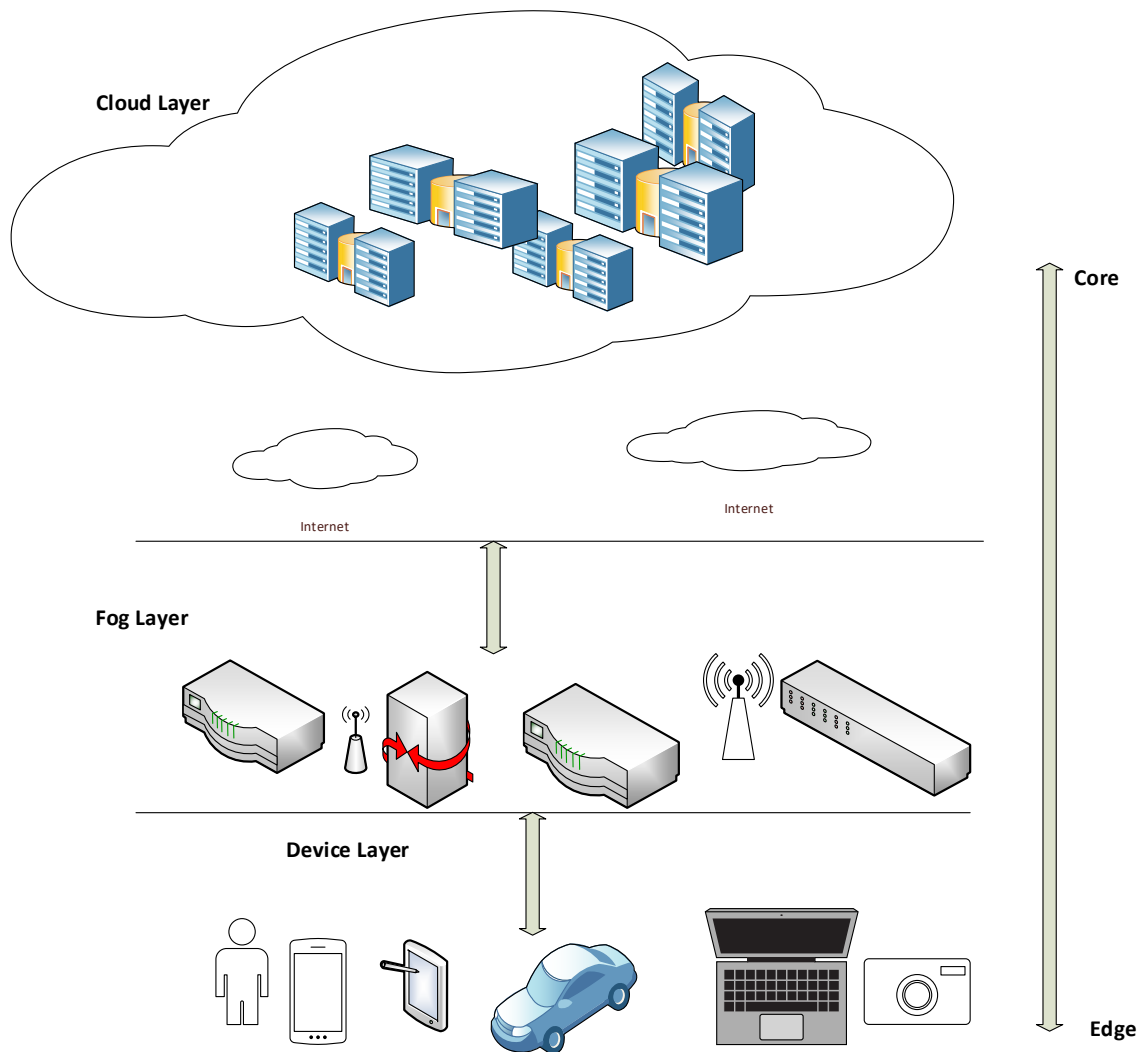 Cloud Layer
Core
Internet
Internet
Fog Layer
Device Layer
Edge